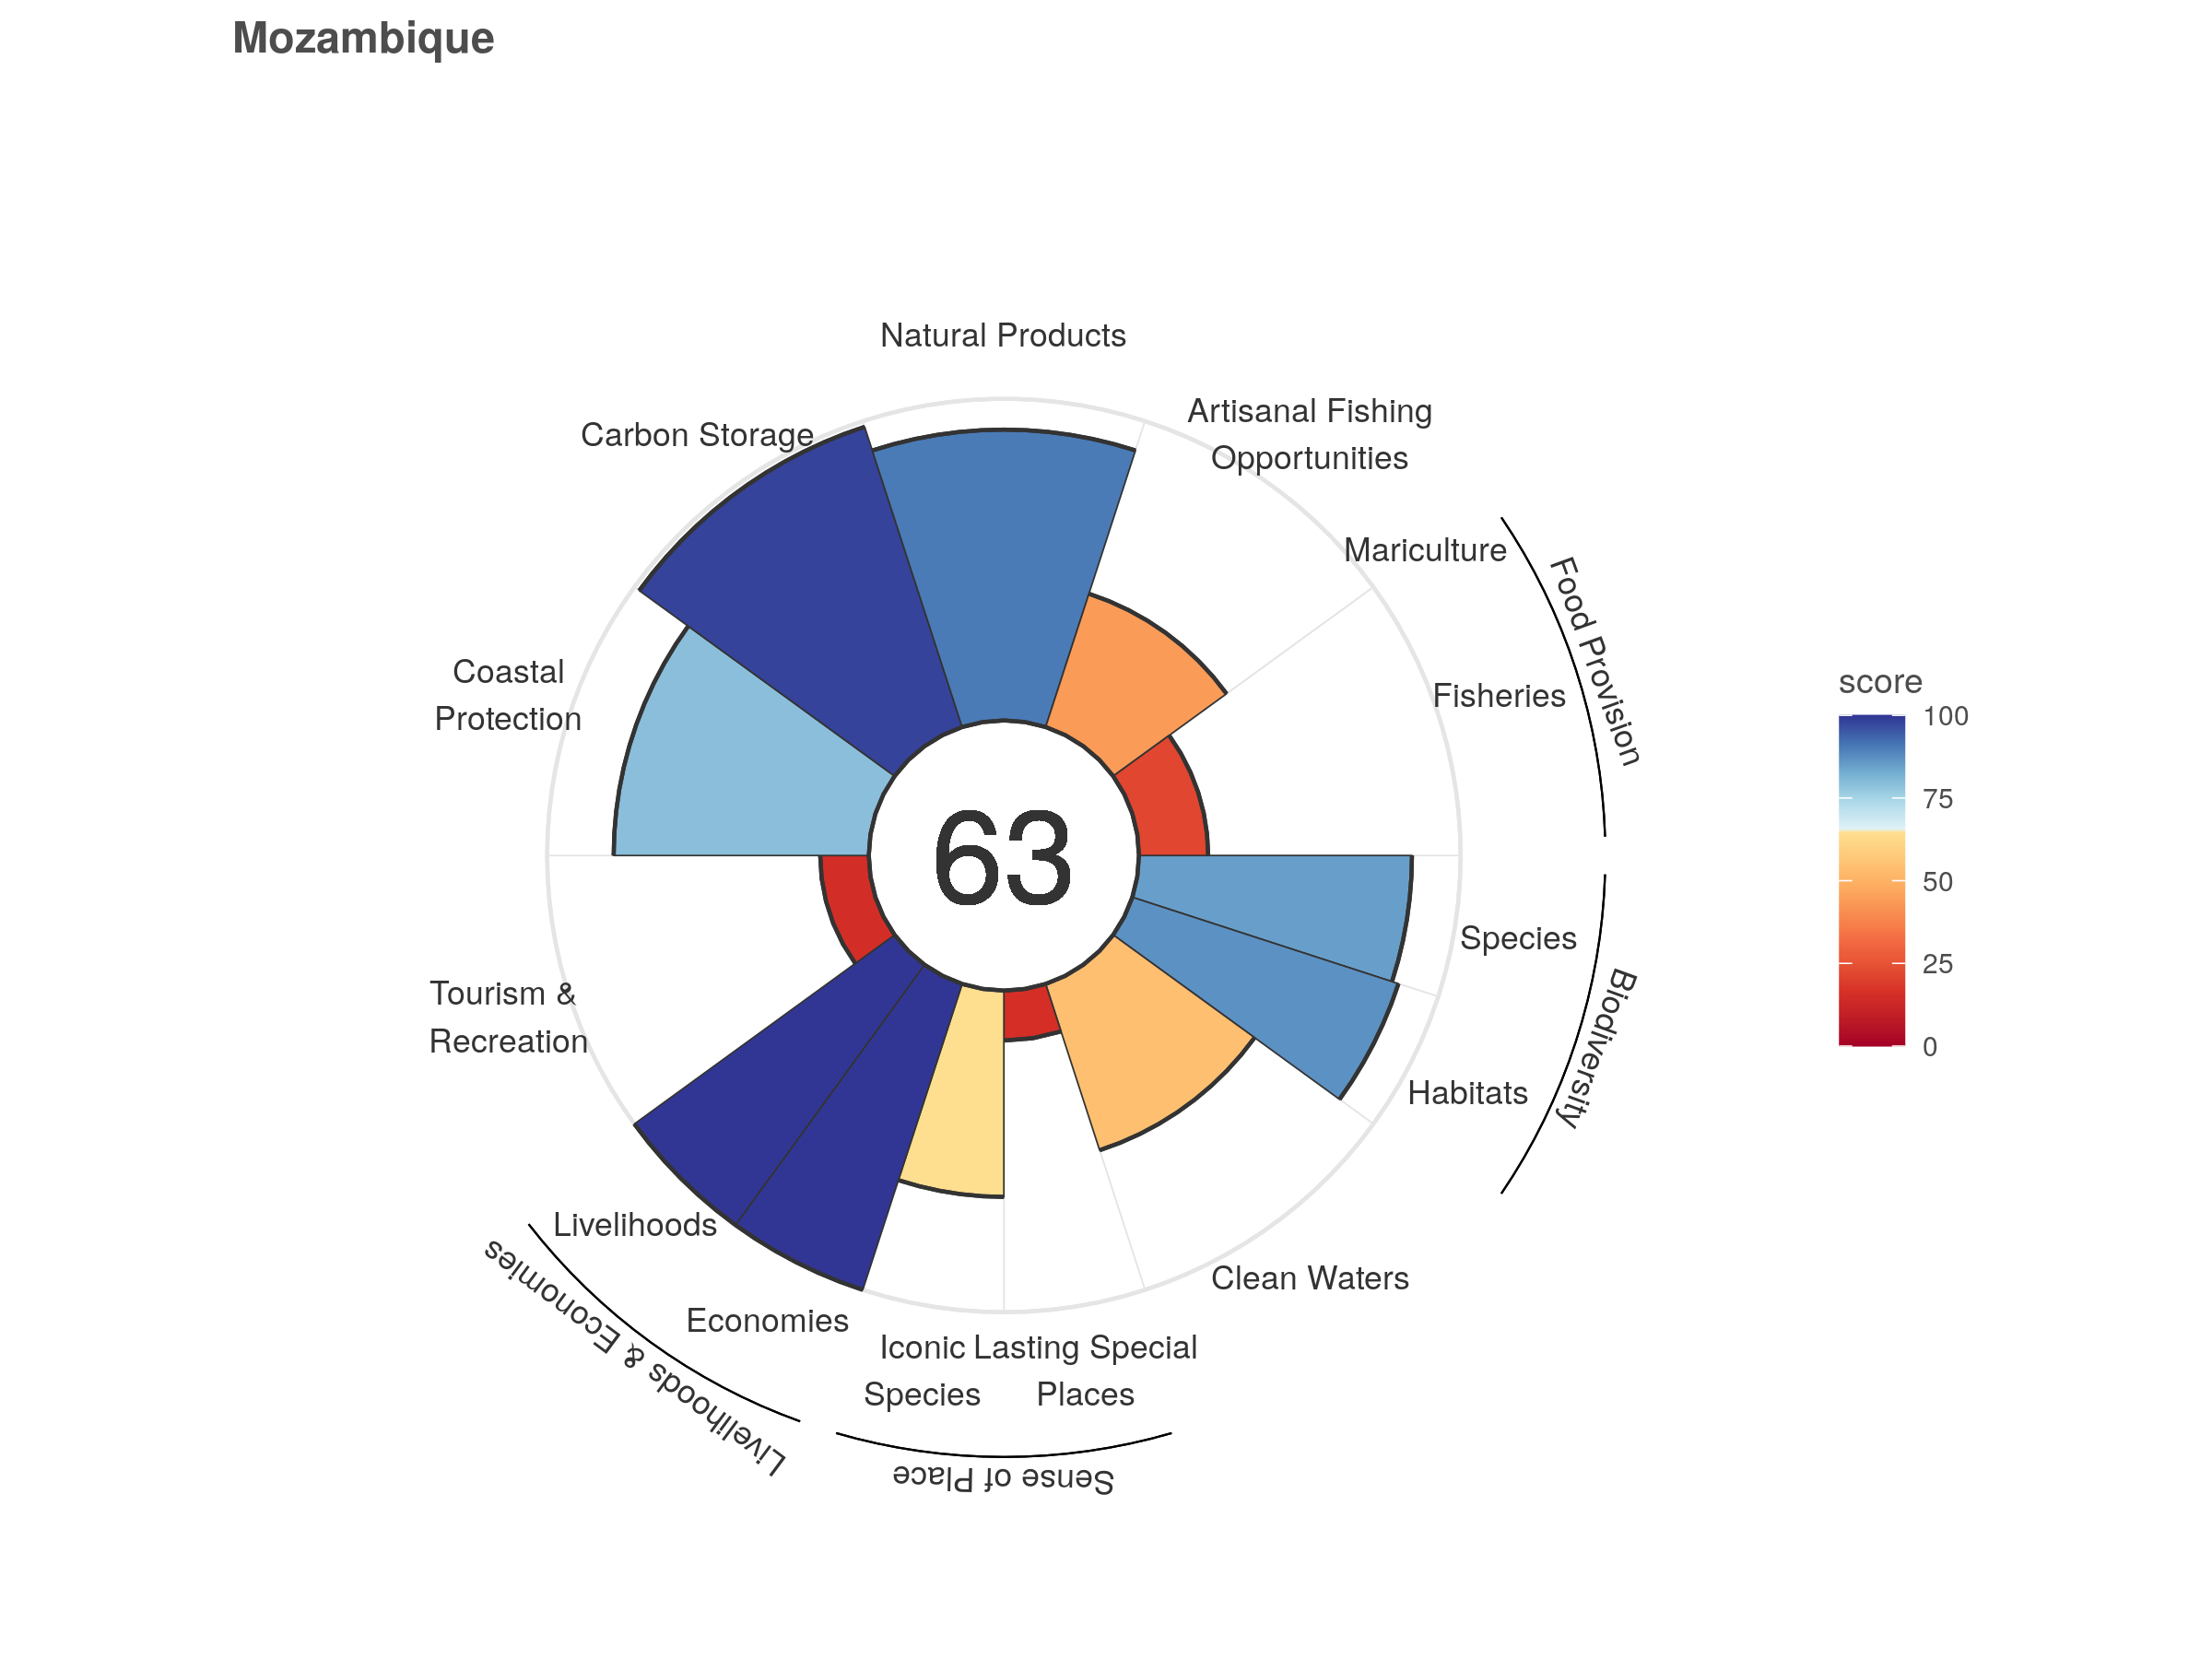 Mozambique
Natural Products
Artisanal Fishing
Opportunities
Carbon Storage
Mariculture
Food Provision
Fisheries
Coastal
Protection
63
Species
Biodiversity
Habitats
Tourism &
Recreation
Clean Waters
Livelihoods
Economies
Livelihoods & Economies
Iconic
Species
Lasting Special
Places
Sense of Place
score
100
75
50
25
0